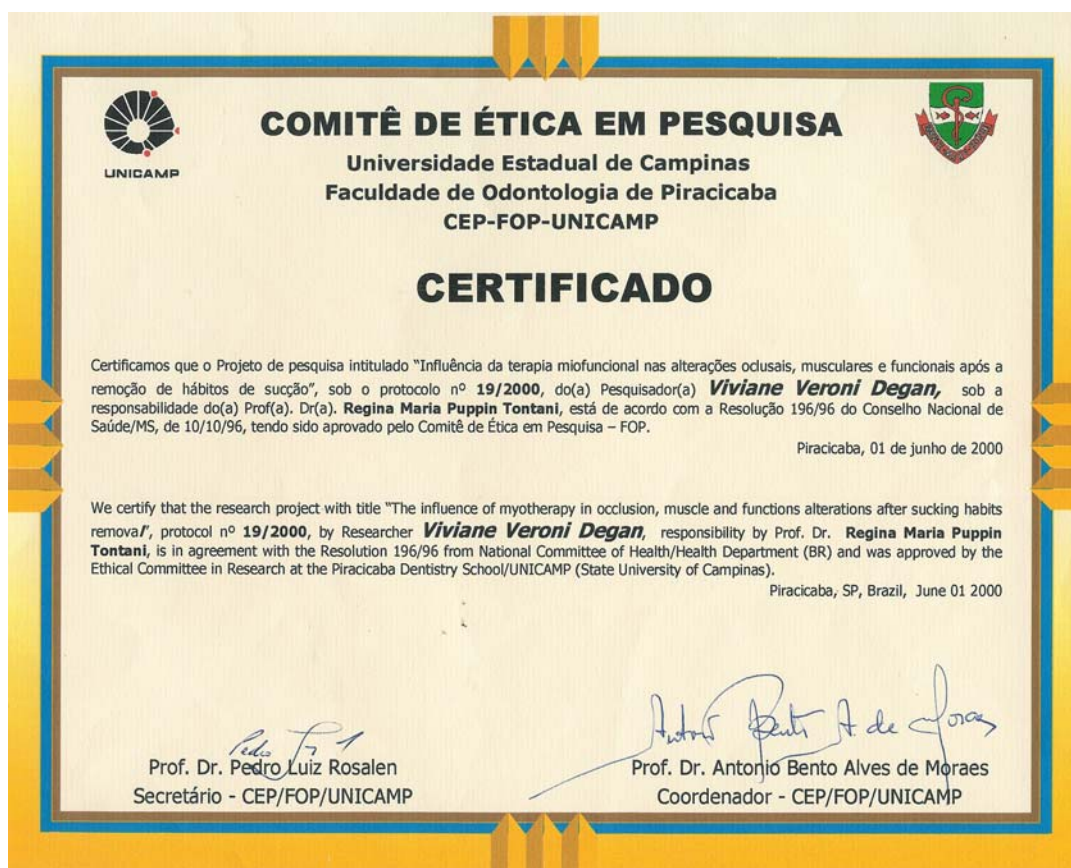 UNICAMP
COMITÊ DE ÉTICA EM PESQUISA
Universidade Estadual de Campinas
Faculdade de Odontologia de Piracicaba
CEP-FOP-UNICAMP
CERTIFICADO
Certificamos que o Projeto de pesquisa intitulado "Influência da terapia miofuncional nas alterações oclusais, musculares e funcionais após a
remoção de hábitos de sucção", sob o protocolo nº 19/2000, do(a) Pesquisador(a) Viviane Veroni Degan, sob a
responsabilidade do(a) Prof(a). Dr(a). Regina Maria Puppin Tontani, está de acordo com a Resolução 196/96 do Conselho Nacional de
Saúde/MS, de 10/10/96, tendo sido aprovado pelo Comitê de Ética em Pesquisa – FOP.
Piracicaba, 01 de junho de 2000
We certify that the research project with title "The influence of myotherapy in occlusion, muscle and functions alterations after sucking habits
removal", protocol nº 19/2000, by Researcher Viviane Veroni Degan, responsibility by Prof. Dr. Regina Maria Puppin
Tontani, is in agreement with the Resolution 196/96 from National Committee of Health/Health Department (BR) and was approved by the
Ethical Committee in Research at the Piracicaba Dentistry School/UNICAMP (State University of Campinas).
Piracicaba, SP, Brazil, June 01 2000
Antonio Bento A de Moraes
Prof. Dr. Pedro Luiz Rosalen
Secretário - CEP/FOP/UNICAMP
Prof. Dr. Antonio Bento Alves de Moraes
Coordenador - CEP/FOP/UNICAMP